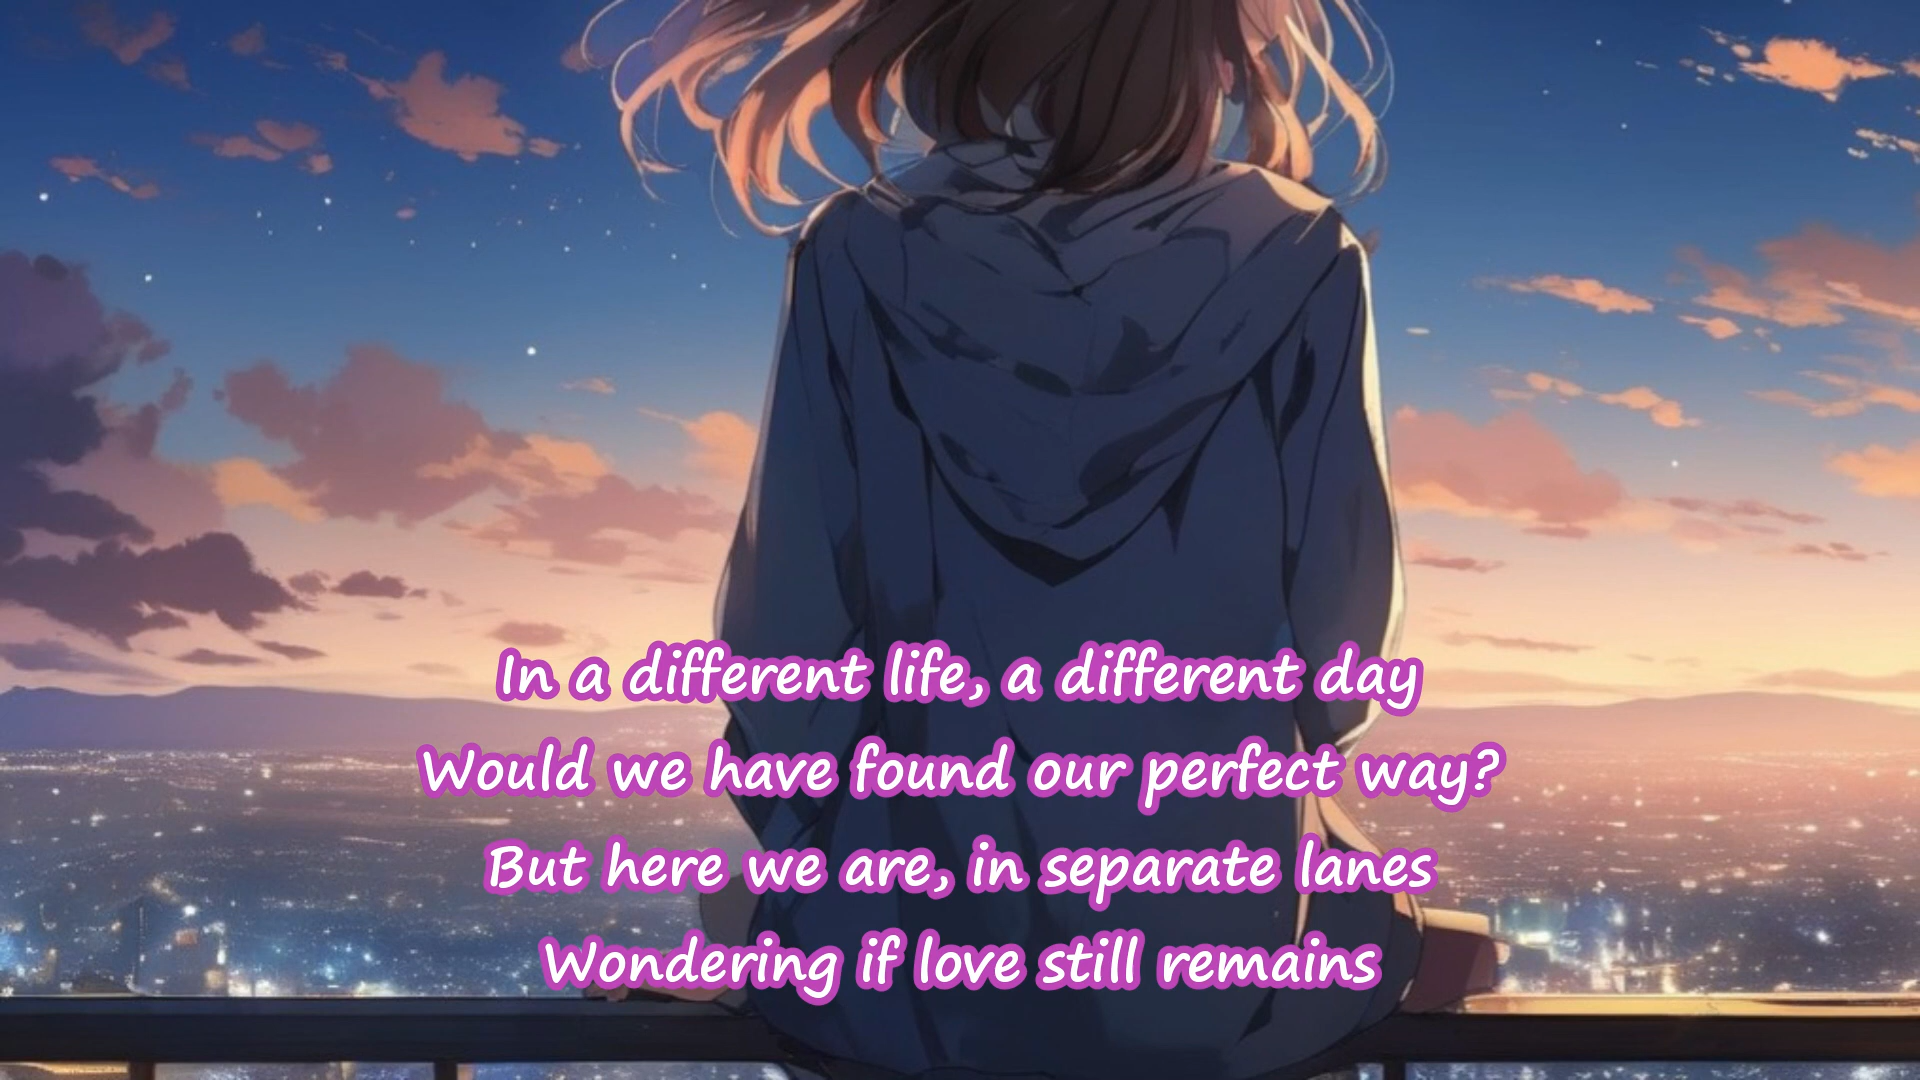 In a different life, a different day
Would we have found our perfect way?
But here we are, in separate lanes
Wondering if love still remains